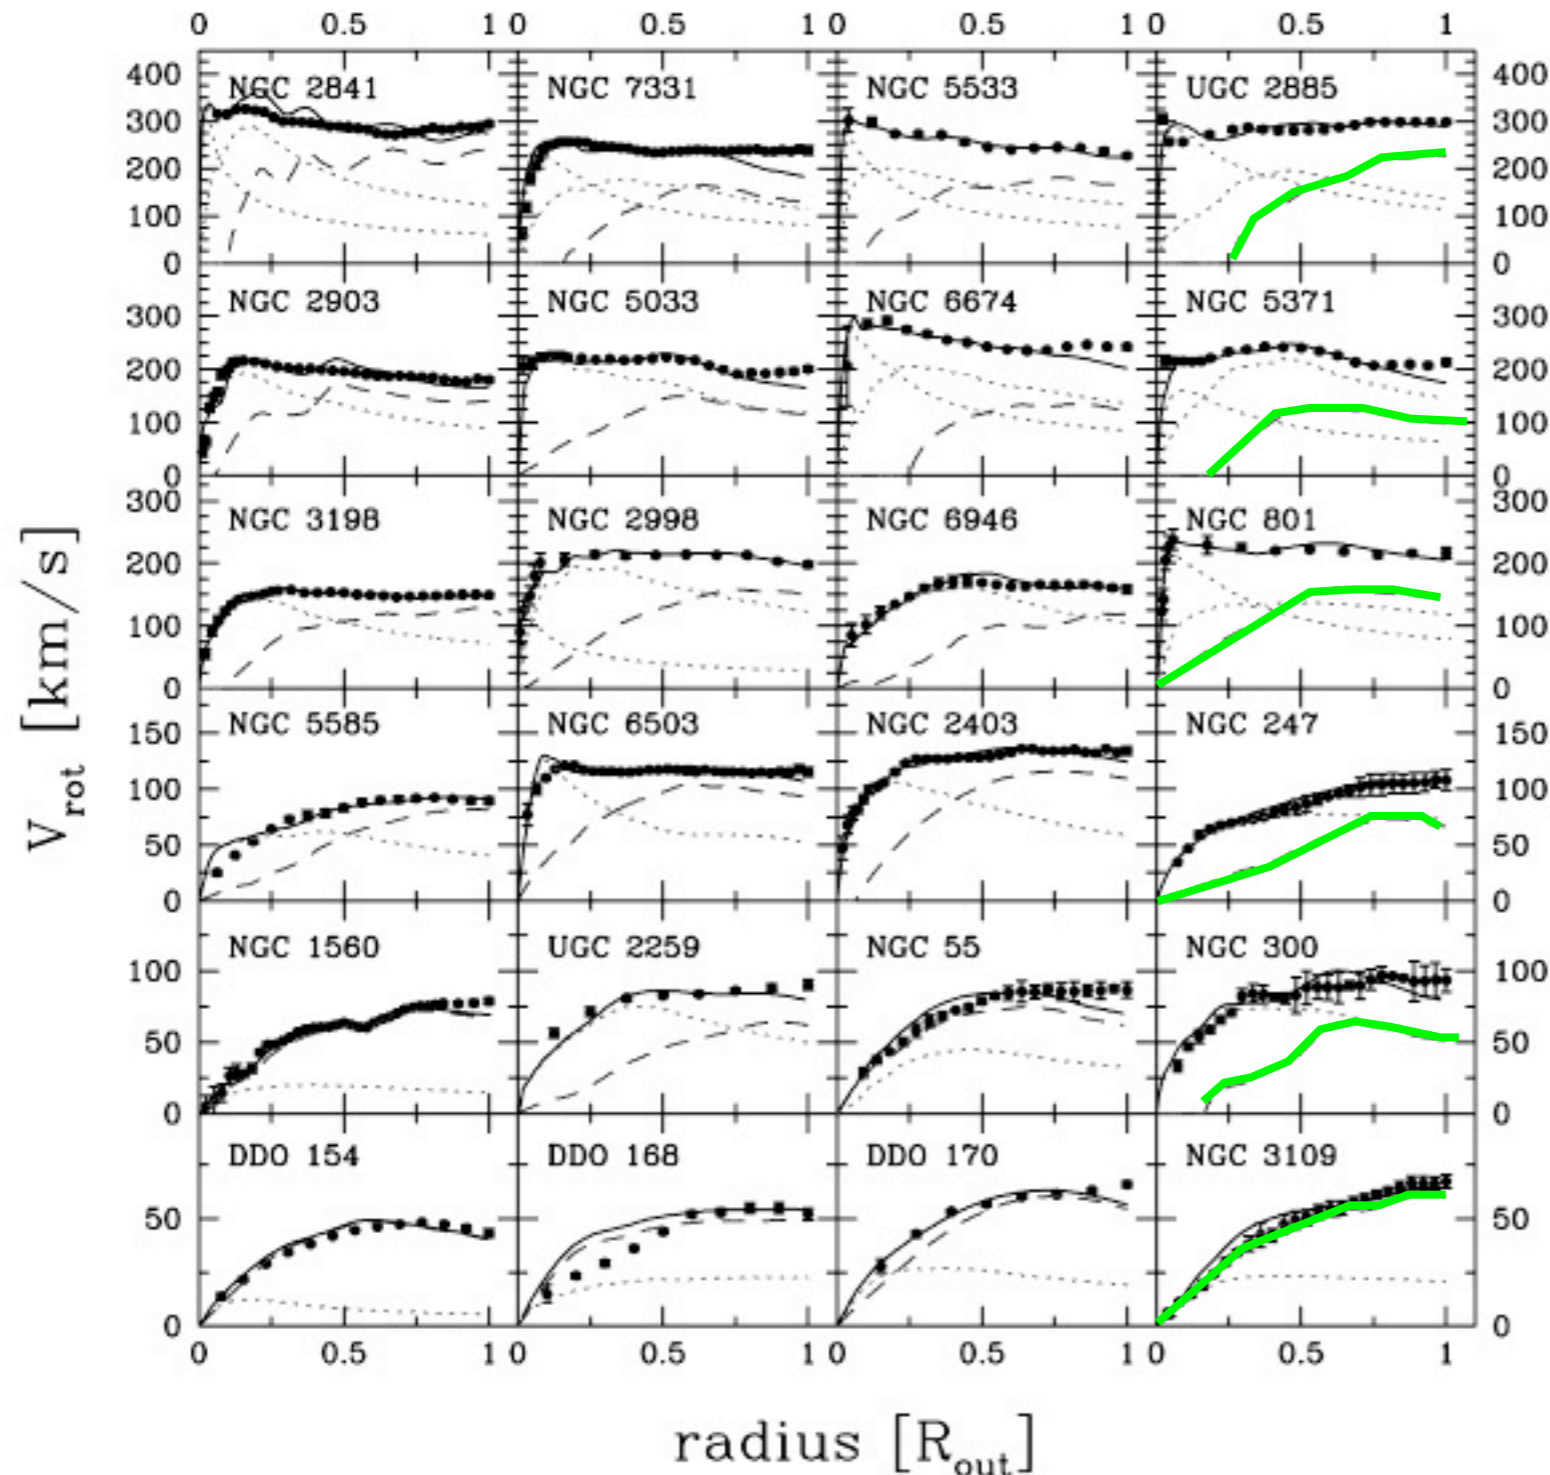 0 0.5 1 0 0.5 1 0 0.5 1 0 0.5 1
400 NGC 2841 NGC 7331 NGC 5533 UGC 2885 400
300 300
200 200
100 100
0 0
NGC 2903 NGC 5033 NGC 6674 NGC 5371
300 300
200 200
100 100
0 0
300 300
NGC 3198 NGC 2998 NGC 6946 NGC 801
200 200
100 100
0 0
NGC 5585 NGC 6503 NGC 2403 NGC 247
150 150
100 100
50 50
0 0
NGC 1560 UGC 2259 NGC 55 NGC 300
100 100
50 50
0 0
DDO 154 DDO 168 DDO 170 NGC 3109
50 50
0 0
0 0.5 1 0 0.5 1 0 0.5 1 0 0.5 1
Vrot [km/s]
radius [Rout]